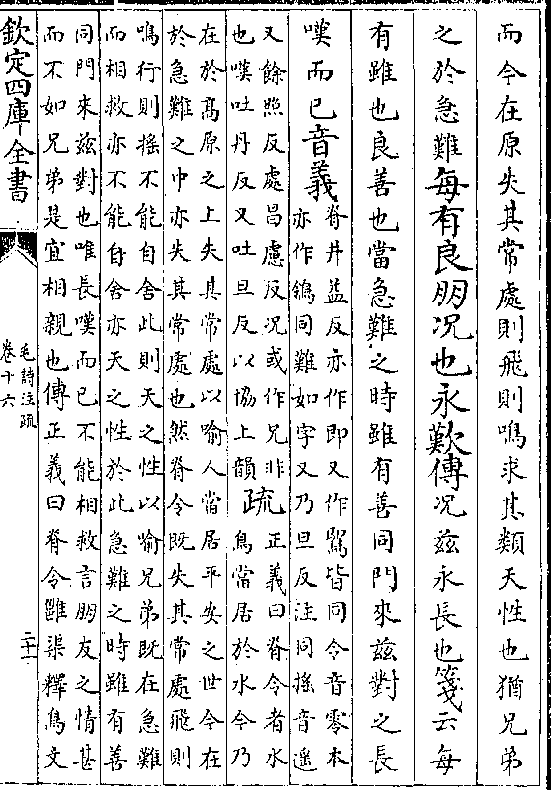 而今在原失其常處則飛則鳴求其類天性也猶兄弟
之於急難每有良朋况也永歎傳况兹永長也箋云每
有雖也良善也當急難之時雖有善同門來兹對之長
嘆而已音義脊井益反亦作即又作䳭皆同令音零本
亦作鴒同難如字又乃旦反注同摇音遥
又餘照反處昌慮反况或作兄非
也嘆吐丹反又吐旦反以協上韻疏正義曰脊令者水
鳥當居於水今乃
在於髙原之上失其常處以喻人當居平安之世今在
於急難之中亦失其常處也然脊令既失其常處飛則
鳴行則摇不能自舍此則天之性以喻兄弟既在急難
而相救亦不能自舍亦天之性於此急難之時雖有善
同門來兹對也唯長嘆而已不能相救言朋友之情甚
而不如兄弟是宜相親也傳正義曰脊令雝渠釋鳥文
欽定四庫全書
毛詩注疏
卷十六
二十一